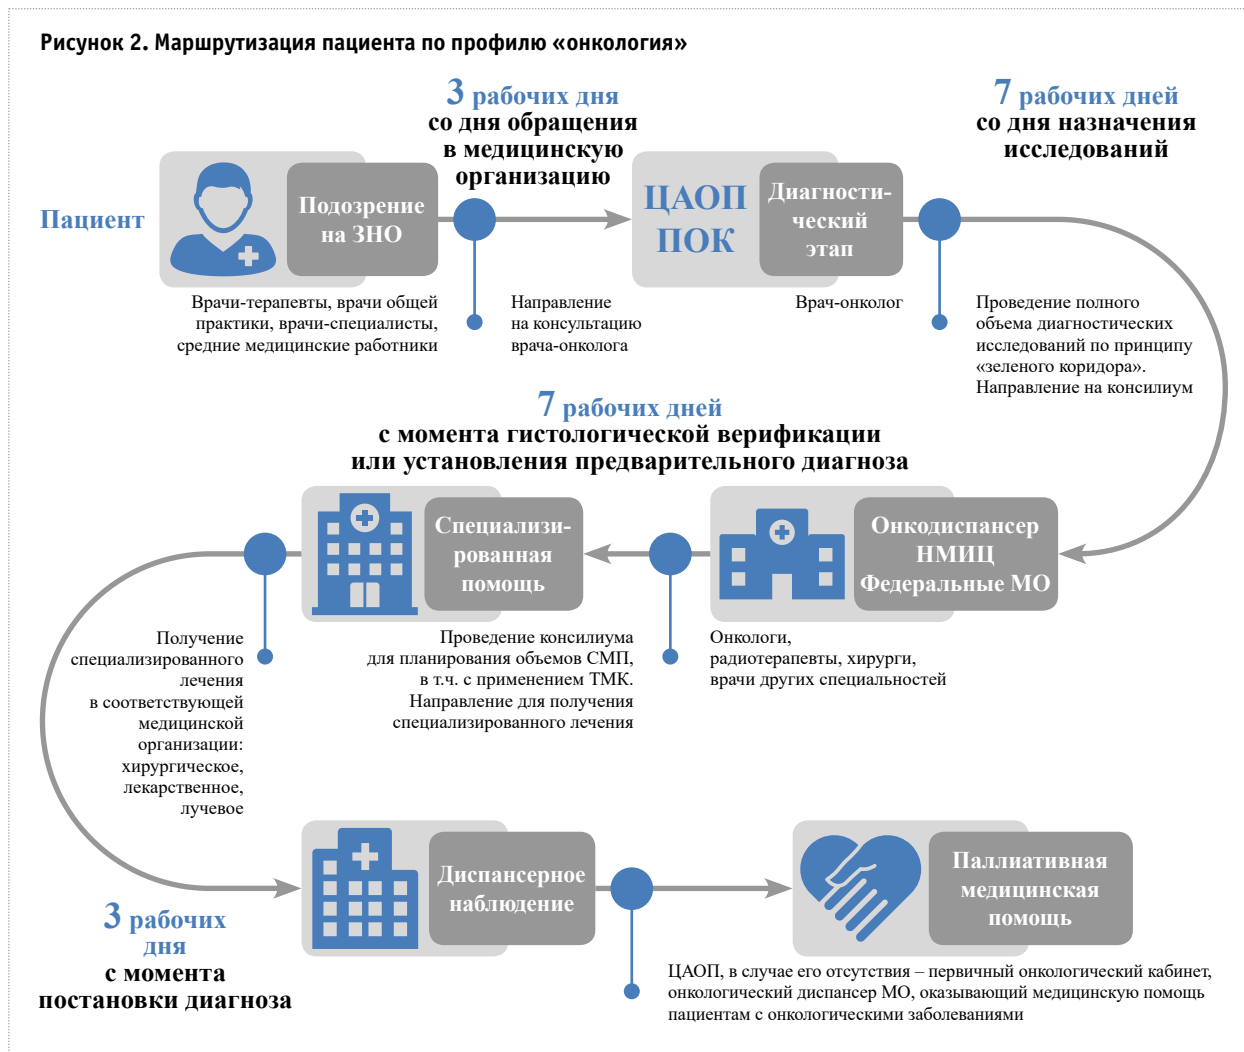 Рисунок 2. Маршрутизация пациента по профилю «онкология»
Пациент
Подозрение
на ЗНО
Врачи-терапевты, врачи общей
практики, врачи-специалисты,
средние медицинские работники
3 рабочих дня
со дня обращения
в медицинскую
организацию
Направление
на консультацию
врача-онколога
ЦАОП
ПОК
Диагности-
ческий
этап
Врач-онколог
7 рабочих дней
со дня назначения
исследований
Проведение полного
объема диагностических
исследований по принципу
«зеленого коридора».
Направление на консилиум
7 рабочих дней
с момента гистологической верификации
или установления предварительного диагноза
Онкодиспансер
НМИЦ
Федеральные МО
Онкологи,
радиотерапевты, хирурги,
врачи других специальностей
Специализи-
рованная
помощь
Проведение консилиума
для планирования объемов СМП,
в т.ч. с применением ТМК.
Направление для получения
специализированного лечения
Получение
специализированного
лечения
в соответствующей
медицинской
организации:
хирургическое,
лекарственное,
лучевое
3 рабочих
дня
с момента
постановки диагноза
Диспансерное
наблюдение
Паллиативная
медицинская
помощь
ЦАОП, в случае его отсутствия – первичный онкологический кабинет,
онкологический диспансер МО, оказывающий медицинскую помощь
пациентам с онкологическими заболеваниями